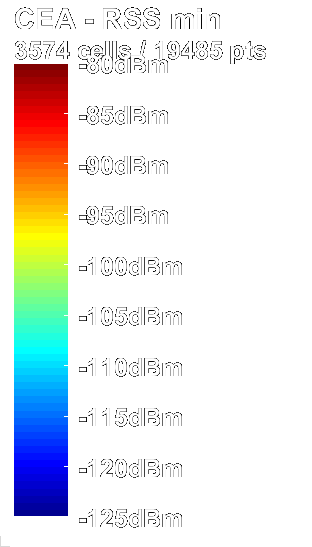 CEA - RSS min
3574 cells / 19485 pts
-80dBm
-85dBm
-90dBm
-95dBm
-100dBm
-105dBm
-110dBm
-115dBm
-120dBm
-125dBm